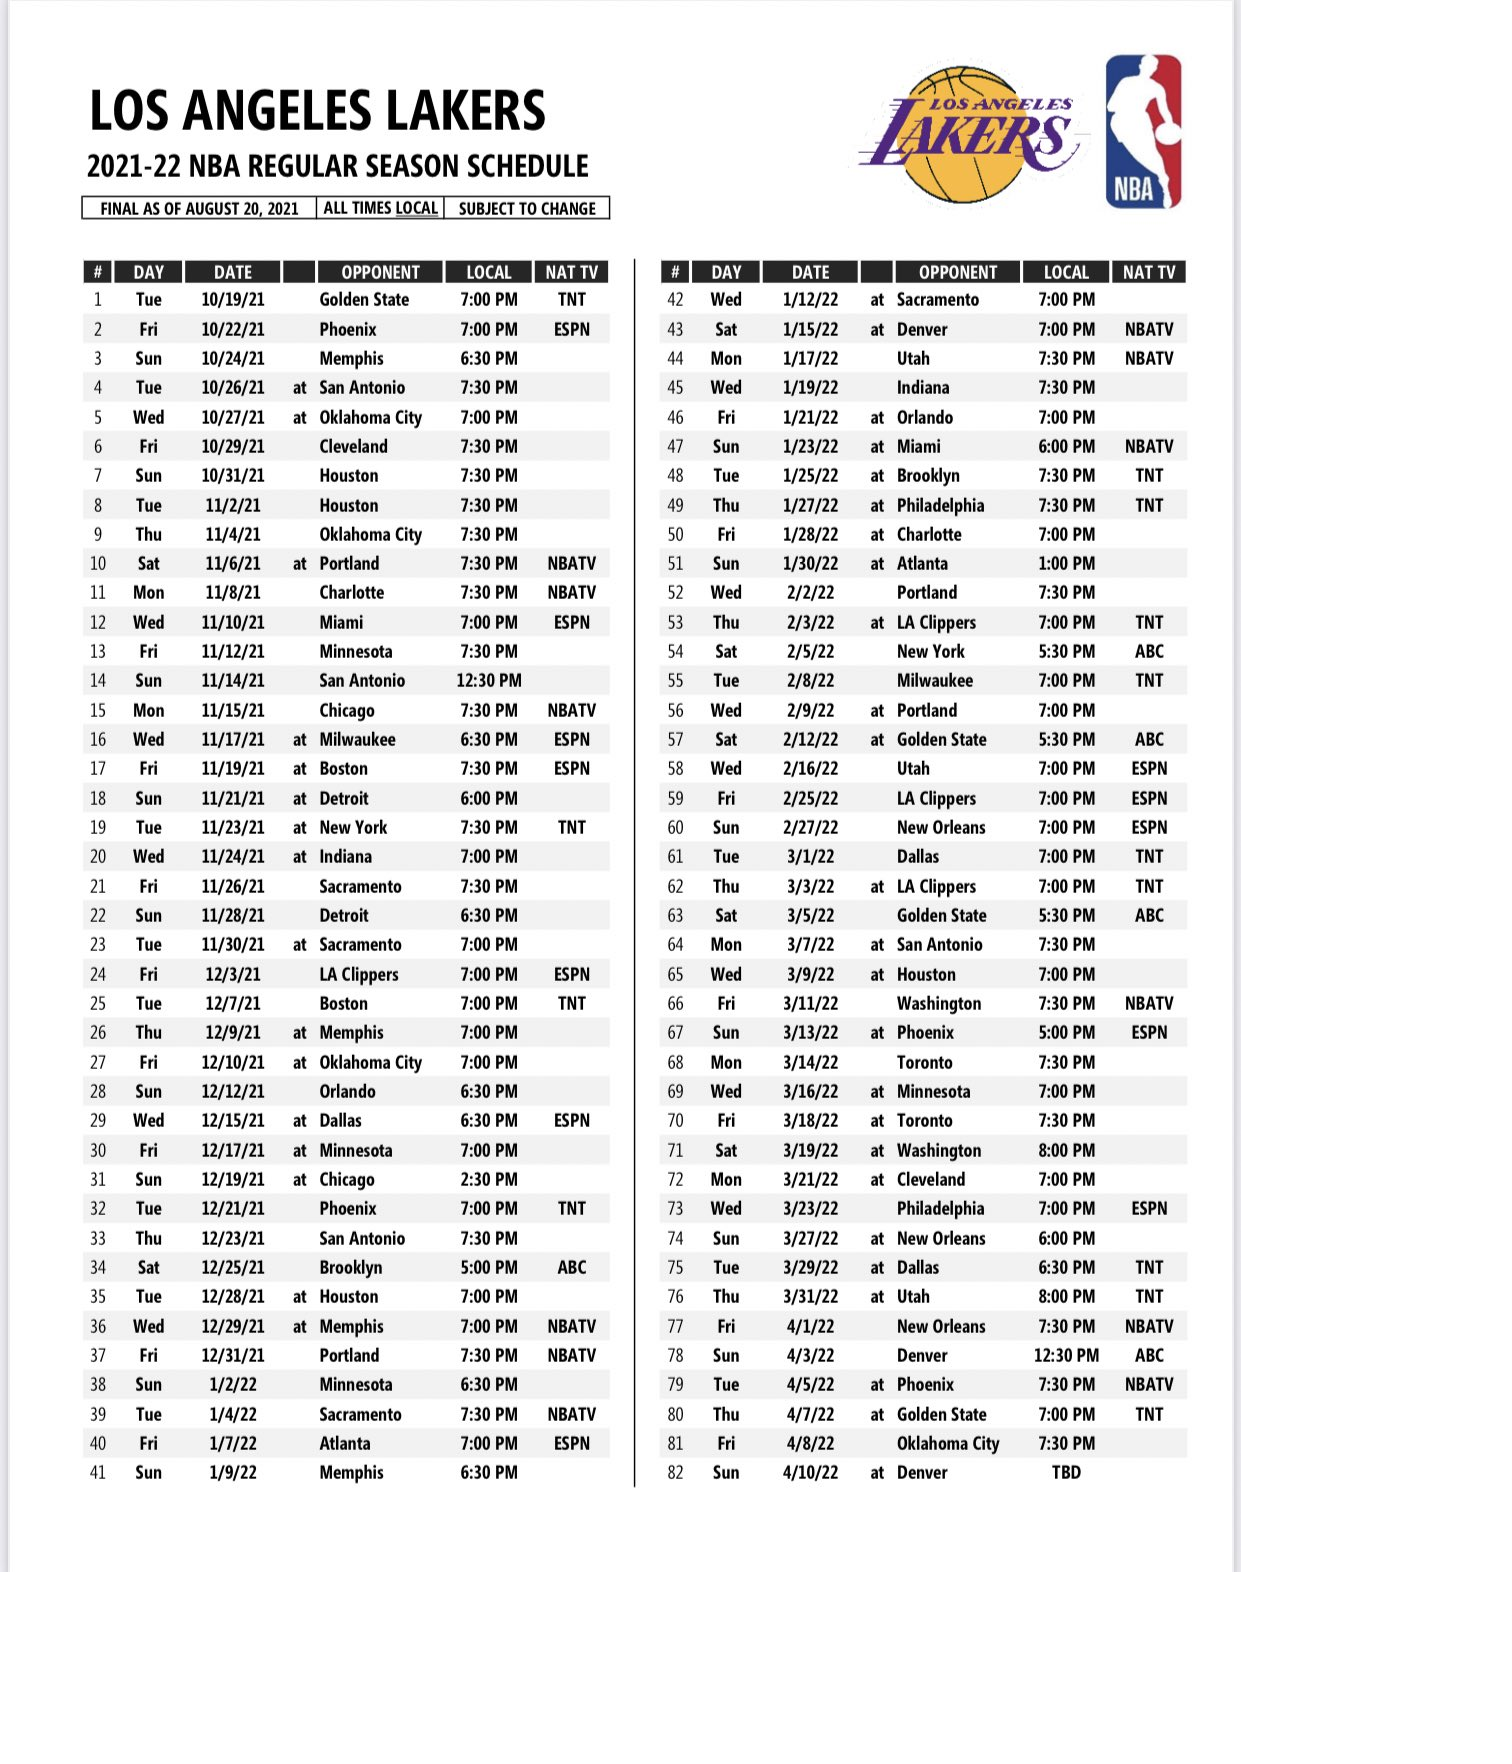 LOS ANGELES LAKERS
2021-22 NBA REGULAR SEASON SCHEDULE
FINAL AS OF AUGUST 20, 2021 ALL TIMES LOCAL SUBJECT TO CHANGE
LOS ANGELES
LAKERS
NBA
# DAY DATE OPPONENT LOCAL NAT TV
1 Tue 10/19/21 Golden State 7:00 PM TNT
2 Fri 10/22/21 Phoenix 7:00 PM ESPN
3 Sun 10/24/21 Memphis 6:30 PM
4 Tue 10/26/21 at San Antonio 7:30 PM
5 Wed 10/27/21 at Oklahoma City 7:00 PM
6 Fri 10/29/21 Cleveland 7:30 PM
7 Sun 10/31/21 Houston 7:30 PM
8 Tue 11/2/21 Houston 7:30 PM
9 Thu 11/4/21 Oklahoma City 7:30 PM
10 Sat 11/6/21 at Portland 7:30 PM NBATV
11 Mon 11/8/21 Charlotte 7:30 PM NBATV
12 Wed 11/10/21 Miami 7:00 PM ESPN
13 Fri 11/12/21 Minnesota 7:30 PM
14 Sun 11/14/21 San Antonio 12:30 PM
15 Mon 11/15/21 Chicago 7:30 PM NBATV
16 Wed 11/17/21 at Milwaukee 6:30 PM ESPN
17 Fri 11/19/21 at Boston 7:30 PM ESPN
18 Sun 11/21/21 at Detroit 6:00 PM
19 Tue 11/23/21 at New York 7:30 PM TNT
20 Wed 11/24/21 at Indiana 7:00 PM
21 Fri 11/26/21 Sacramento 7:30 PM
22 Sun 11/28/21 Detroit 6:30 PM
23 Tue 11/30/21 at Sacramento 7:00 PM
24 Fri 12/3/21 LA Clippers 7:00 PM ESPN
25 Tue 12/7/21 Boston 7:00 PM TNT
26 Thu 12/9/21 at Memphis 7:00 PM
27 Fri 12/10/21 at Oklahoma City 7:00 PM
28 Sun 12/12/21 Orlando 6:30 PM
29 Wed 12/15/21 at Dallas 6:30 PM ESPN
30 Fri 12/17/21 at Minnesota 7:00 PM
31 Sun 12/19/21 at Chicago 2:30 PM
32 Tue 12/21/21 Phoenix 7:00 PM TNT
33 Thu 12/23/21 San Antonio 7:30 PM
34 Sat 12/25/21 Brooklyn 5:00 PM ABC
35 Tue 12/28/21 at Houston 7:00 PM
36 Wed 12/29/21 at Memphis 7:00 PM NBATV
37 Fri 12/31/21 Portland 7:30 PM NBATV
38 Sun 1/2/22 Minnesota 6:30 PM
39 Tue 1/4/22 Sacramento 7:30 PM NBATV
40 Fri 1/7/22 Atlanta 7:00 PM ESPN
41 Sun 1/9/22 Memphis 6:30 PM
# DAY DATE OPPONENT LOCAL NAT TV
42 Wed 1/12/22 at Sacramento 7:00 PM
43 Sat 1/15/22 at Denver 7:00 PM NBATV
44 Mon 1/17/22 Utah 7:30 PM NBATV
45 Wed 1/19/22 Indiana 7:30 PM
46 Fri 1/21/22 at Orlando 7:00 PM
47 Sun 1/23/22 at Miami 6:00 PM NBATV
48 Tue 1/25/22 at Brooklyn 7:30 PM TNT
49 Thu 1/27/22 at Philadelphia 7:30 PM TNT
50 Fri 1/28/22 at Charlotte 7:00 PM
51 Sun 1/30/22 at Atlanta 1:00 PM
52 Wed 2/2/22 Portland 7:30 PM
53 Thu 2/3/22 at LA Clippers 7:00 PM TNT
54 Sat 2/5/22 New York 5:30 PM ABC
55 Tue 2/8/22 Milwaukee 7:00 PM TNT
56 Wed 2/9/22 at Portland 7:00 PM
57 Sat 2/12/22 at Golden State 5:30 PM ABC
58 Wed 2/16/22 Utah 7:00 PM ESPN
59 Fri 2/25/22 LA Clippers 7:00 PM ESPN
60 Sun 2/27/22 New Orleans 7:00 PM ESPN
61 Tue 3/1/22 Dallas 7:00 PM TNT
62 Thu 3/3/22 at LA Clippers 7:00 PM TNT
63 Sat 3/5/22 Golden State 5:30 PM ABC
64 Mon 3/7/22 at San Antonio 7:30 PM
65 Wed 3/9/22 at Houston 7:00 PM
66 Fri 3/11/22 Washington 7:30 PM NBATV
67 Sun 3/13/22 at Phoenix 5:00 PM ESPN
68 Mon 3/14/22 Toronto 7:30 PM
69 Wed 3/16/22 at Minnesota 7:00 PM
70 Fri 3/18/22 at Toronto 7:30 PM
71 Sat 3/19/22 at Washington 8:00 PM
72 Mon 3/21/22 at Cleveland 7:00 PM
73 Wed 3/23/22 Philadelphia 7:00 PM ESPN
74 Sun 3/27/22 at New Orleans 6:00 PM
75 Tue 3/29/22 at Dallas 6:30 PM TNT
76 Thu 3/31/22 at Utah 8:00 PM TNT
77 Fri 4/1/22 New Orleans 7:30 PM NBATV
78 Sun 4/3/22 Denver 12:30 PM ABC
79 Tue 4/5/22 at Phoenix 7:30 PM NBATV
80 Thu 4/7/22 at Golden State 7:00 PM TNT
81 Fri 4/8/22 Oklahoma City 7:30 PM
82 Sun 4/10/22 at Denver TBD